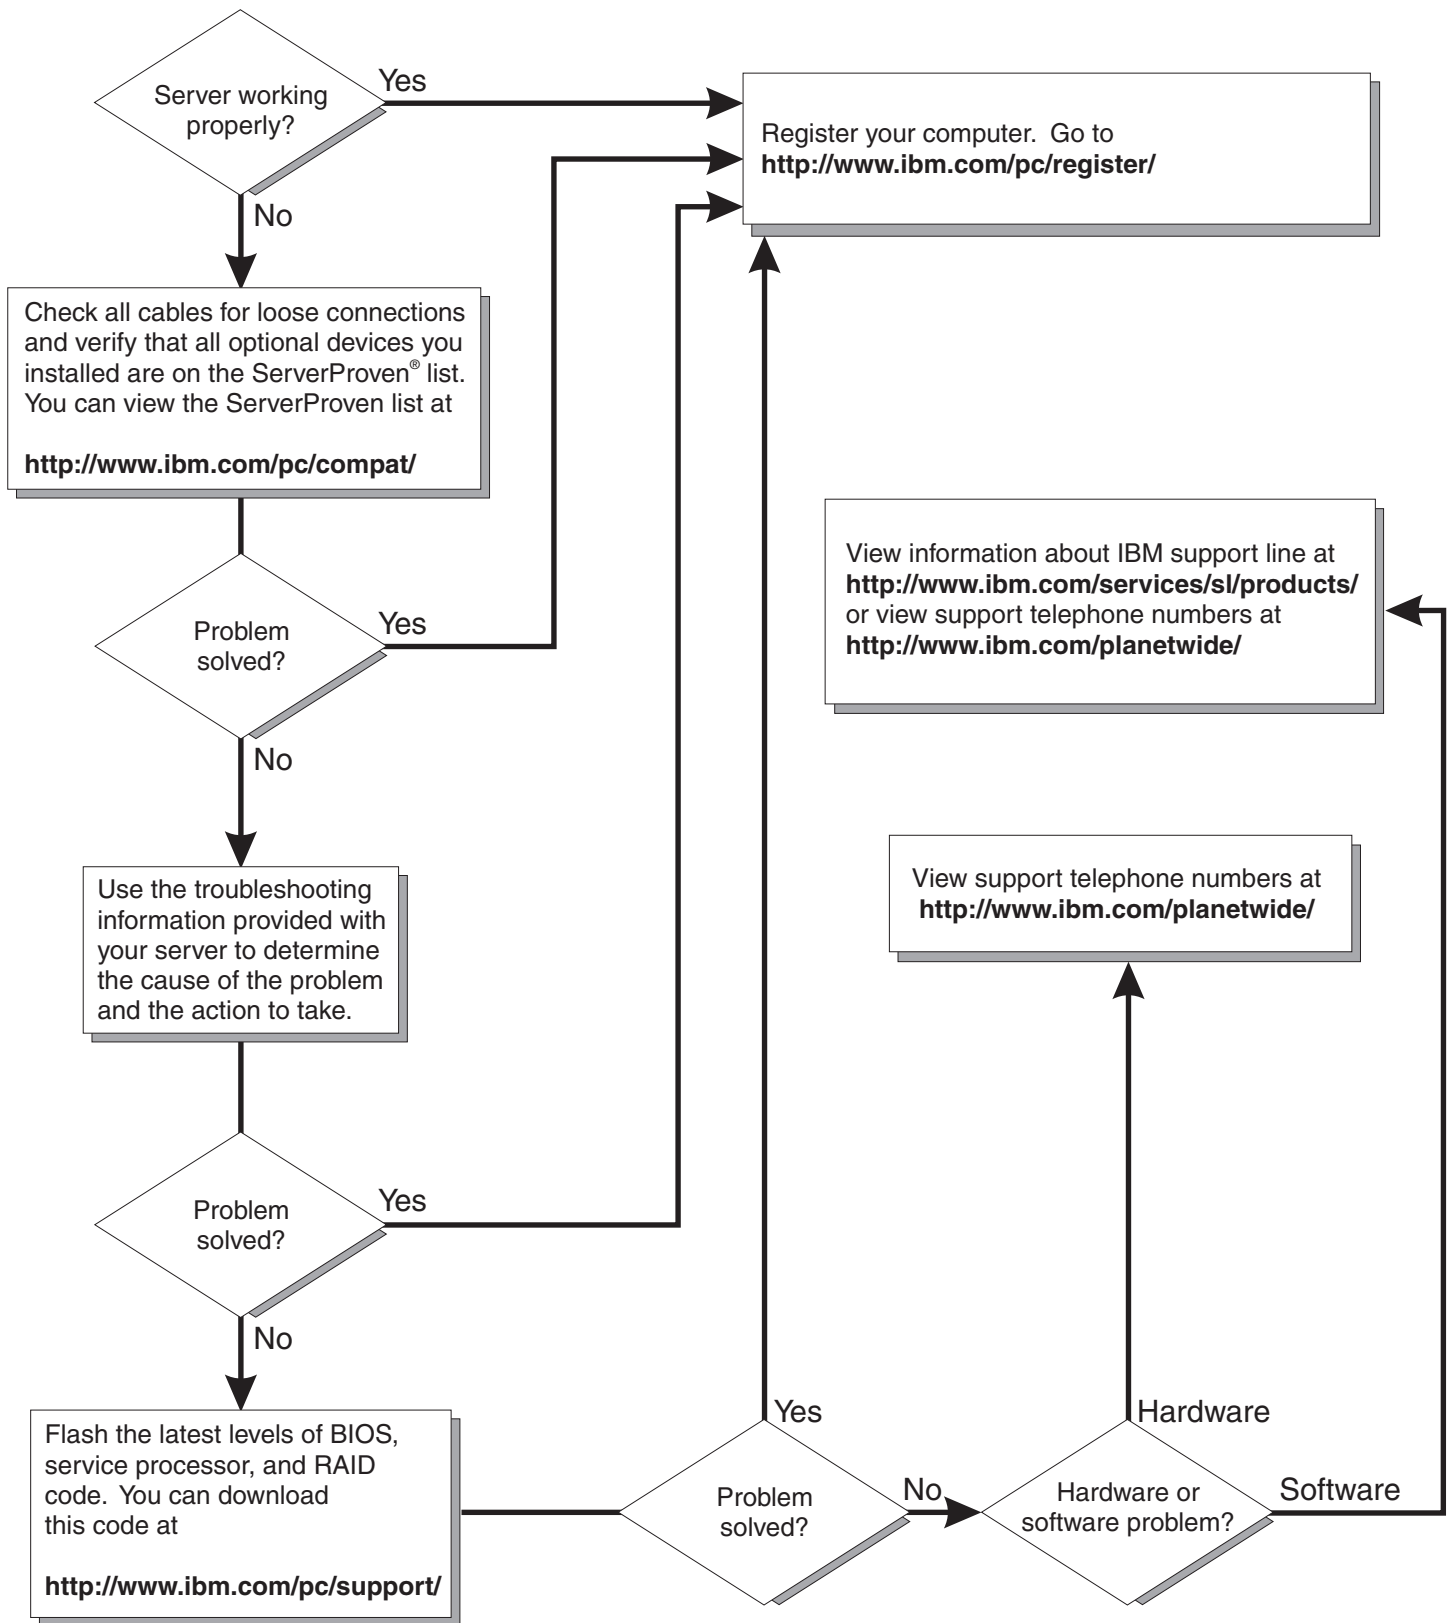 Server working
properly?
Yes
No
Register your computer. Go to
http://www.ibm.com/pc/register/
Check all cables for loose connections
and verify that all optional devices you
installed are on the ServerProven® list.
You can view the ServerProven list at
http://www.ibm.com/pc/compat/
Problem
solved?
Yes
No
View information about IBM support line at
http://www.ibm.com/services/sl/products/
or view support telephone numbers at
http://www.ibm.com/planetwide/
Use the troubleshooting
information provided with
your server to determine
the cause of the problem
and the action to take.
View support telephone numbers at
http://www.ibm.com/planetwide/
Problem
solved?
Yes
No
Flash the latest levels of BIOS,
service processor, and RAID
code. You can download
this code at
http://www.ibm.com/pc/support/
Problem
solved?
Yes
No
Hardware or
software problem?
Hardware
Software